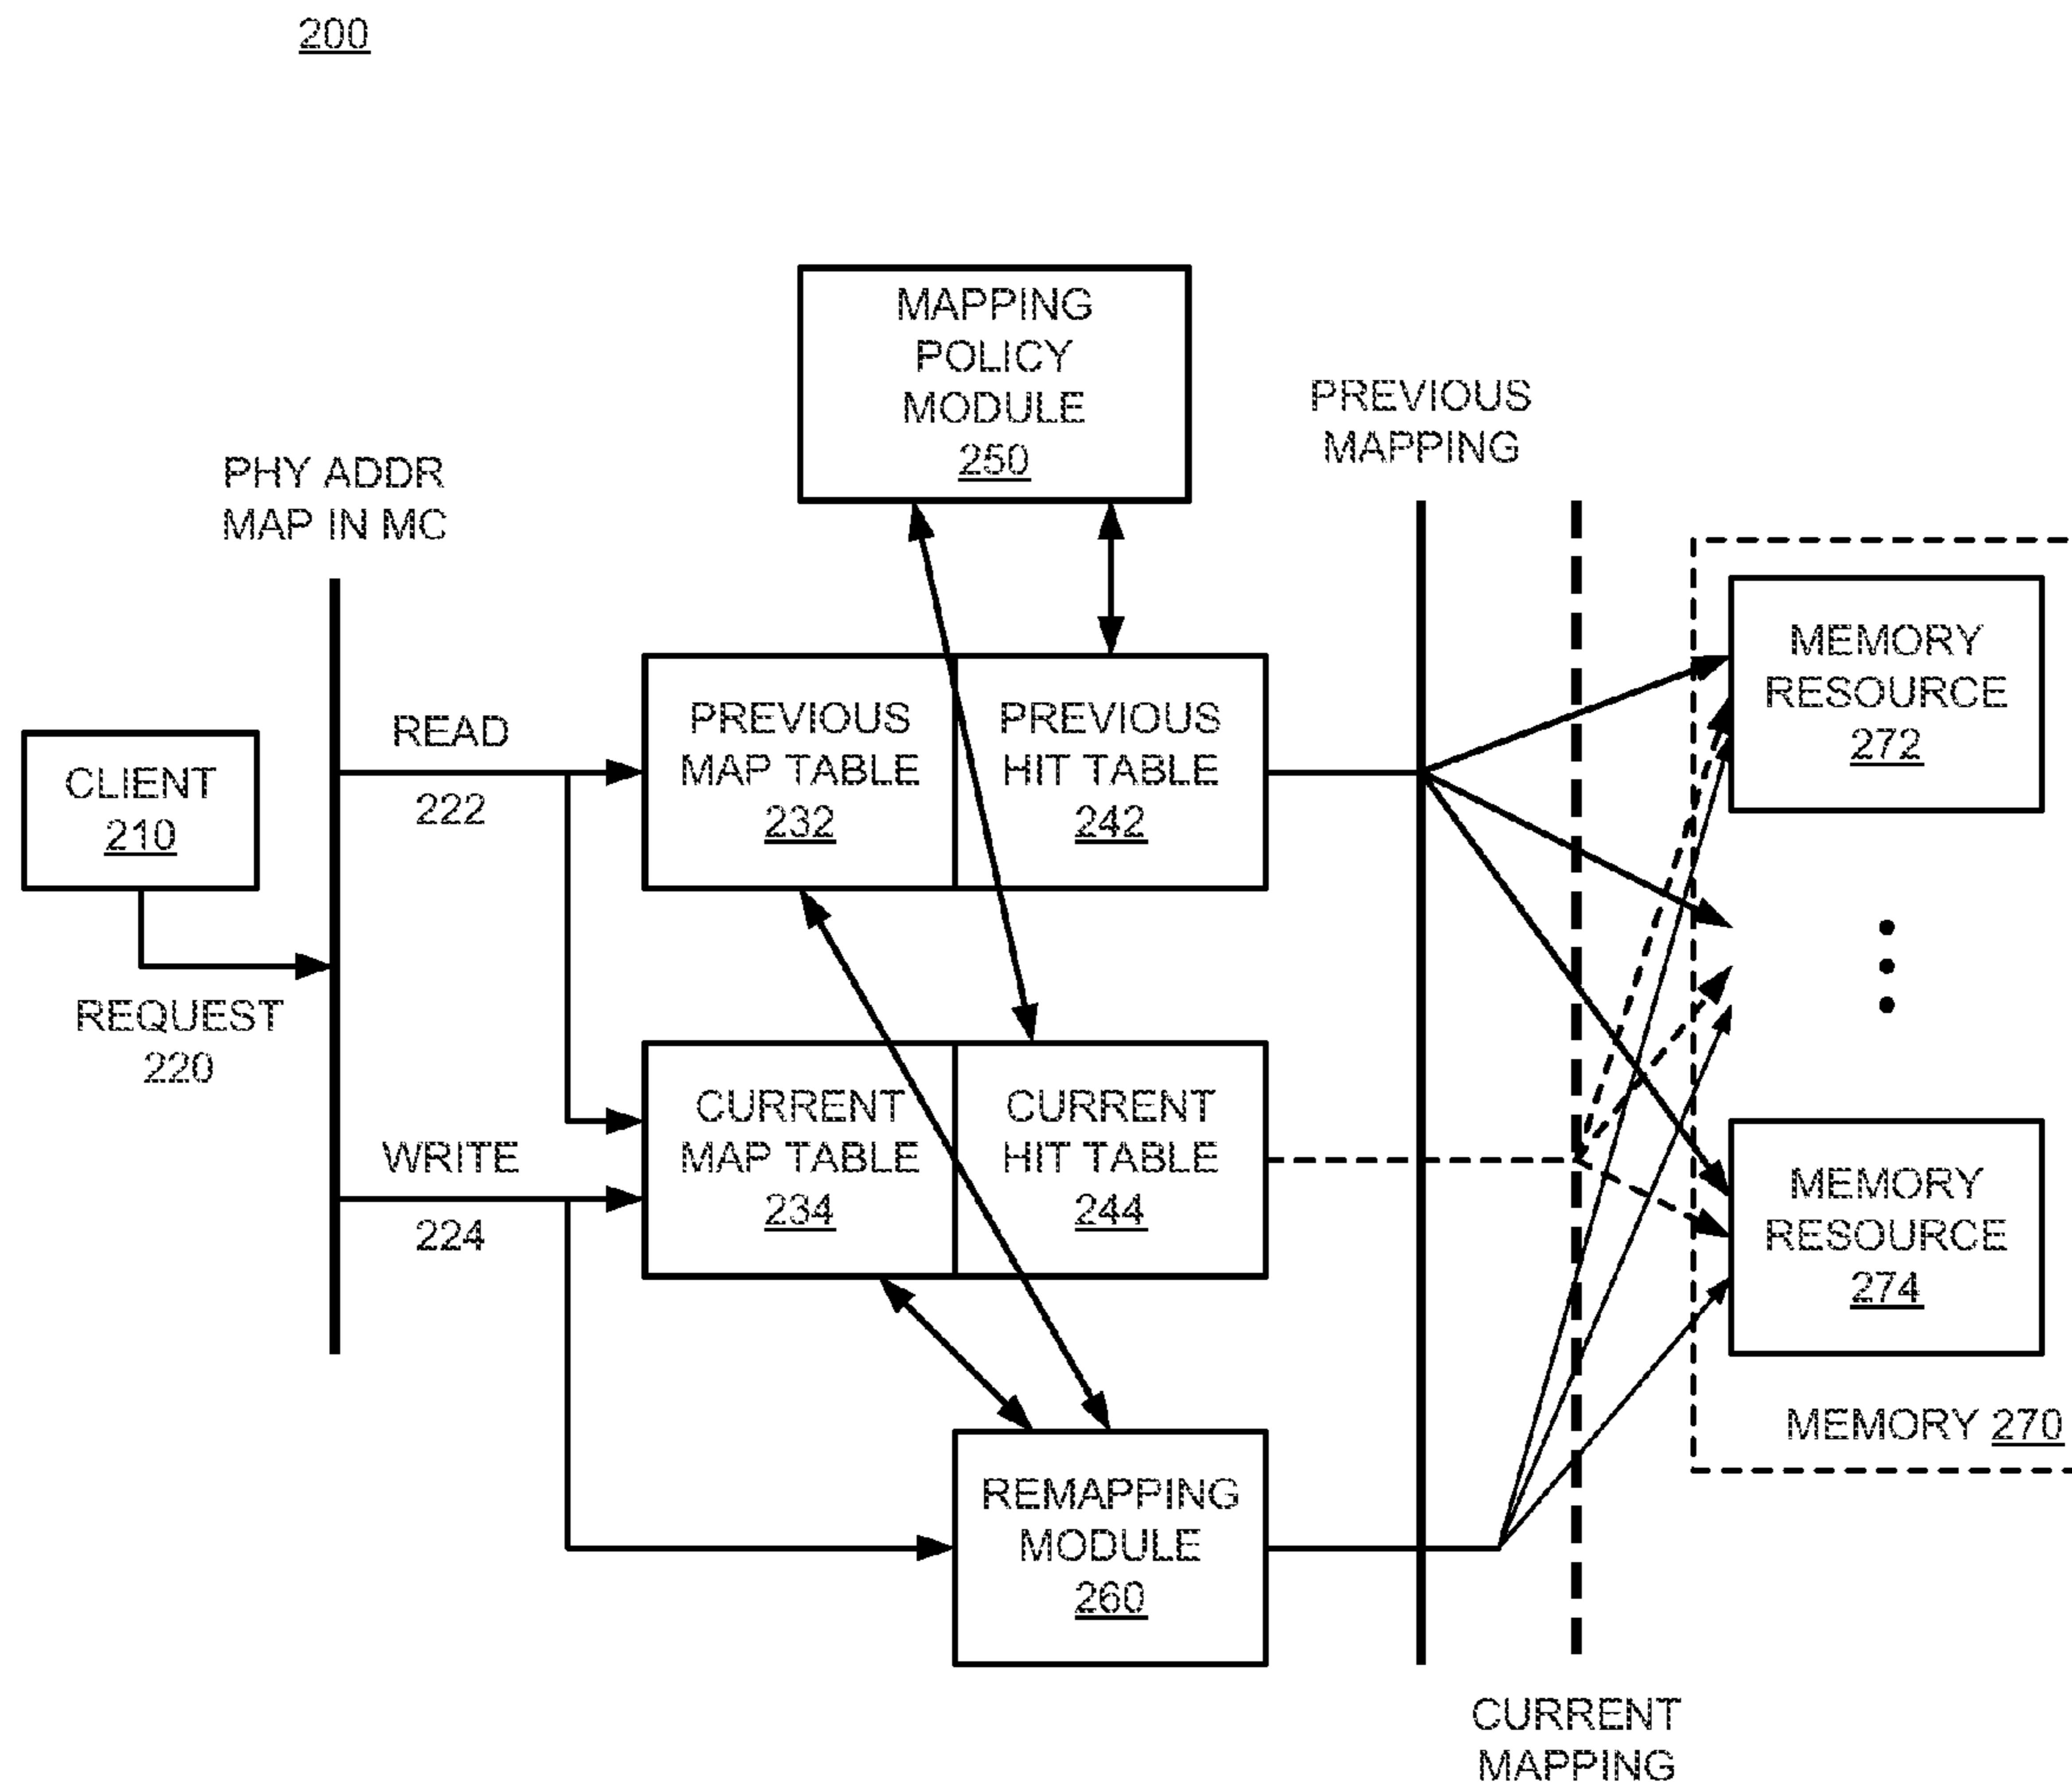 200
MAPPING
POLICY
MODULE
250
PREVIOUS
MAPPING
PHY ADDR
MAP IN MC
CLIENT
210
REQUEST
220
READ
222
WRITE
224
PREVIOUS
MAP TABLE
232
PREVIOUS
HIT TABLE
242
CURRENT
MAP TABLE
234
CURRENT
HIT TABLE
244
REMAPPING
MODULE
260
MEMORY
RESOURCE
272
MEMORY
RESOURCE
274
MEMORY 270
CURRENT
MAPPING